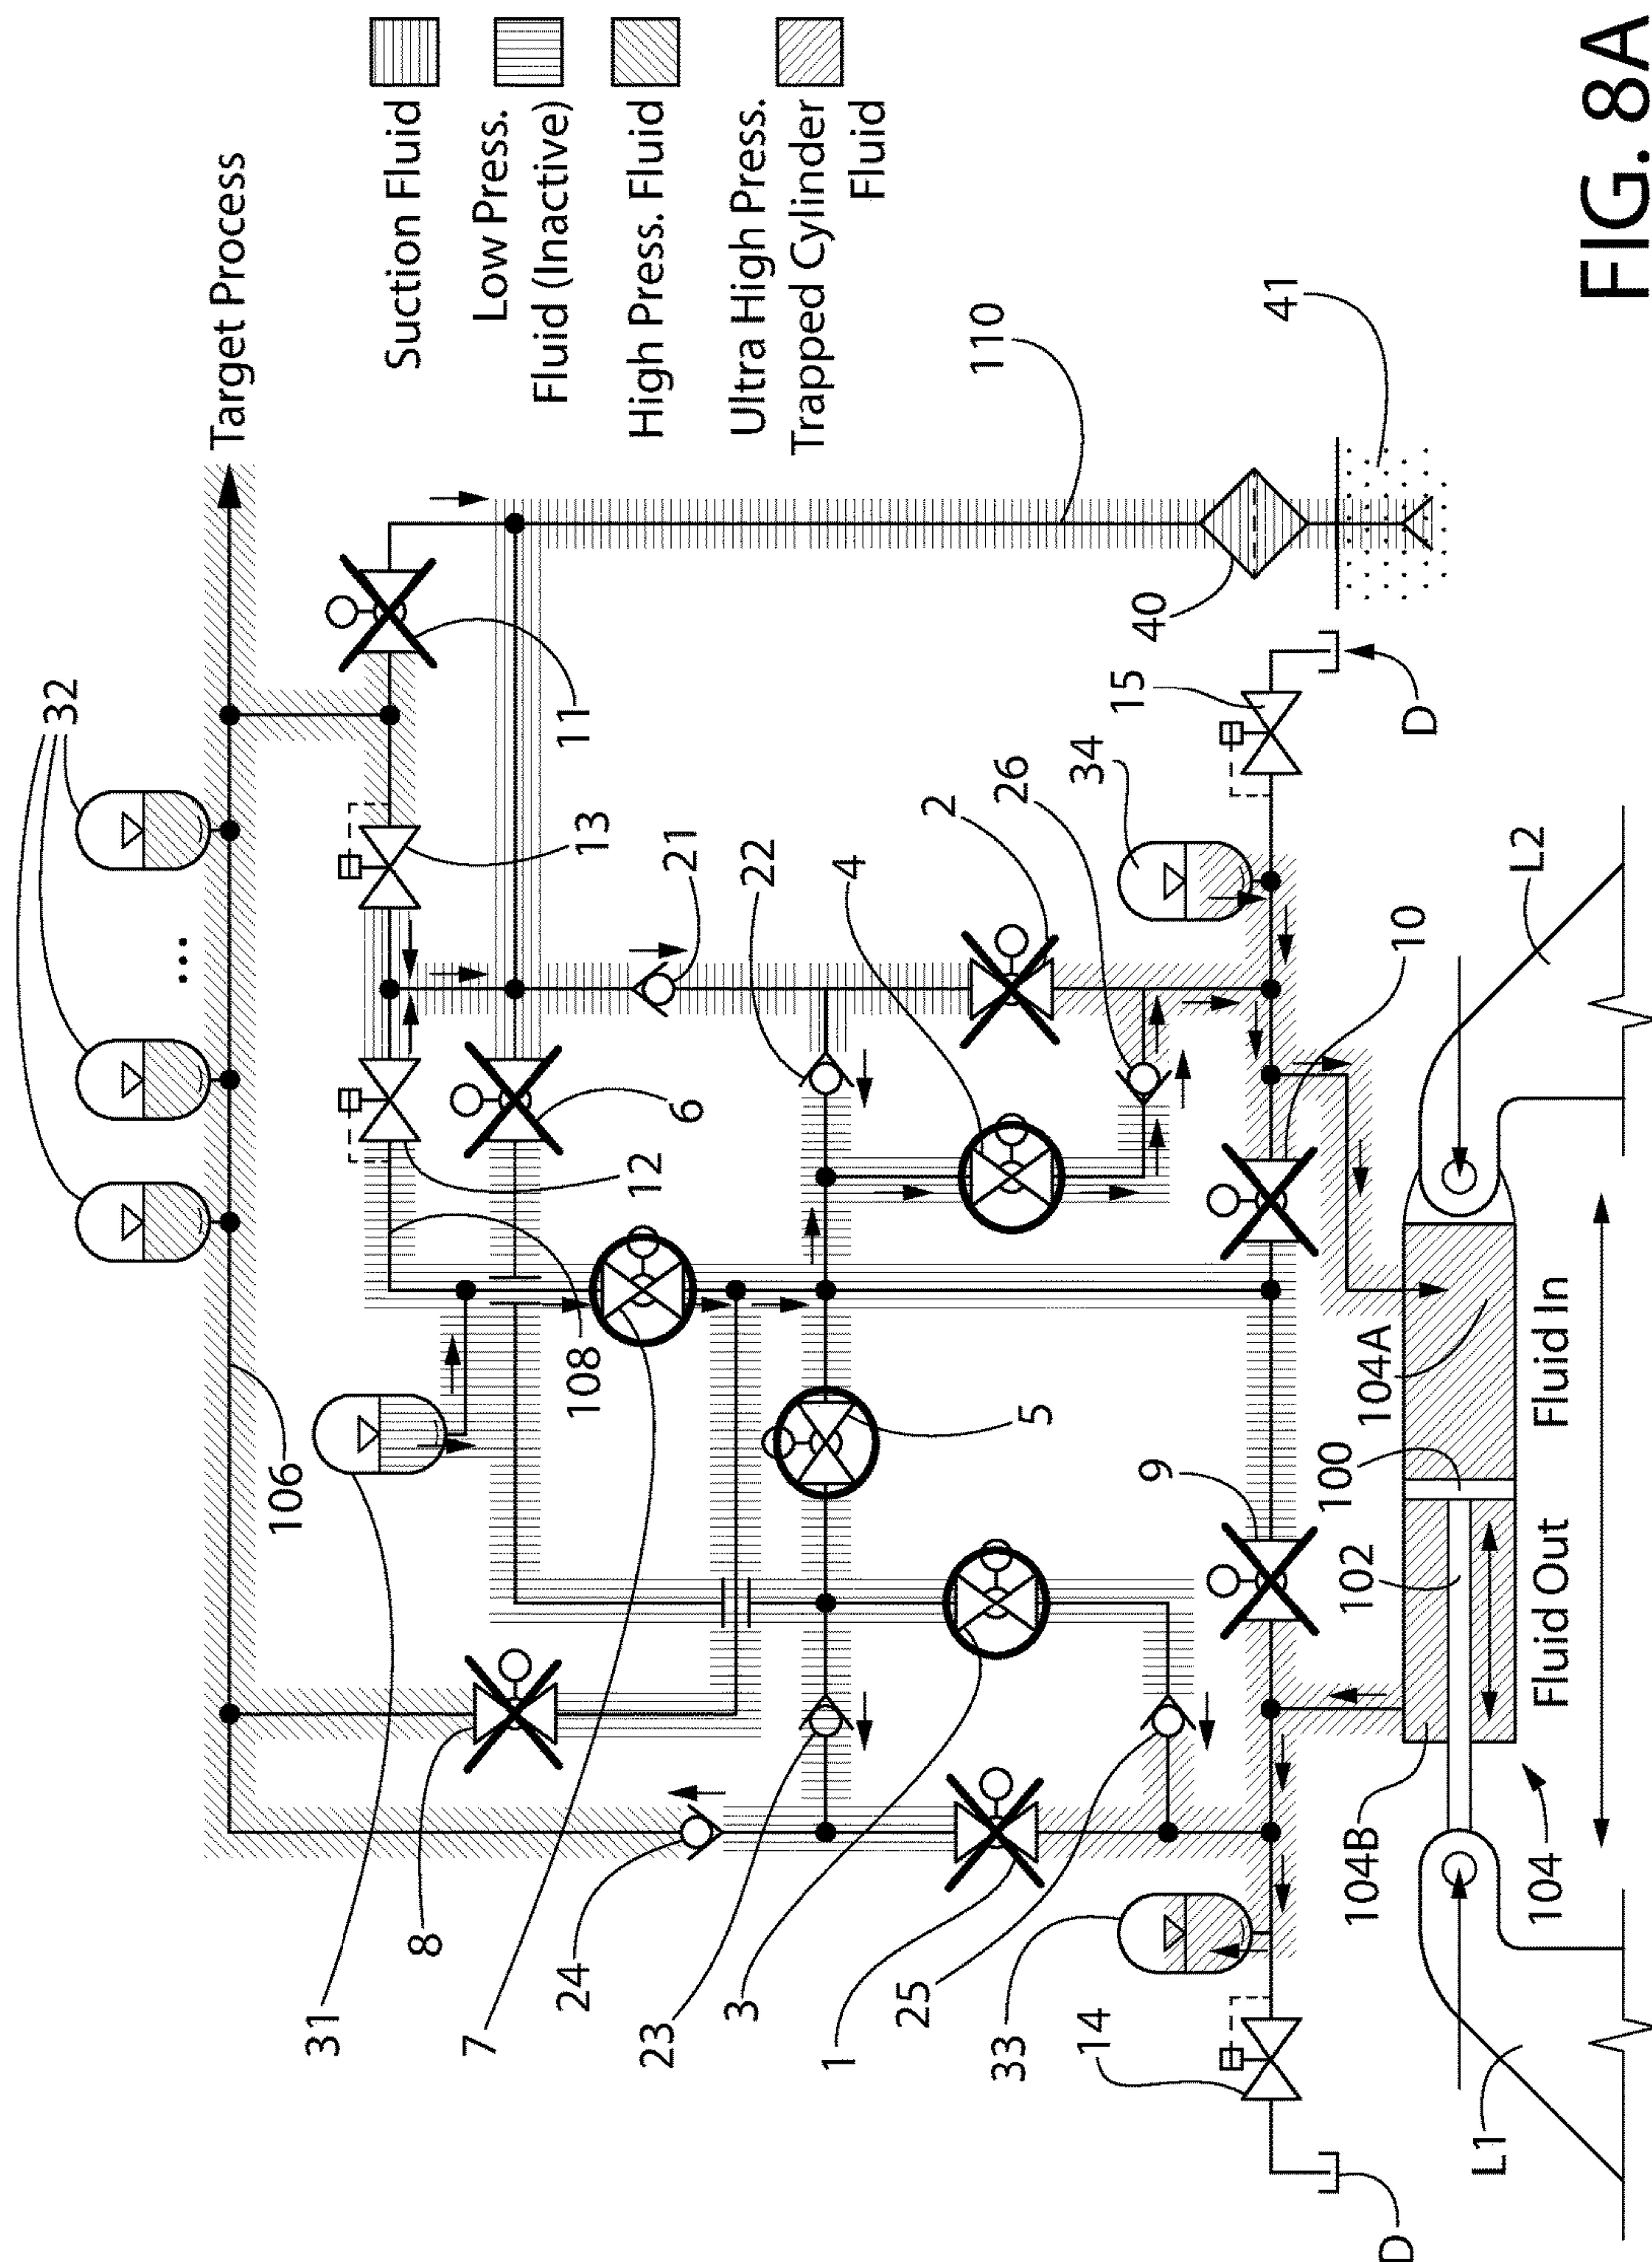 Target Process
Suction Fluid
Low Press.
Fluid (Inactive)
High Press. Fluid
Ultra High Press.
Trapped Cylinder
Fluid
32
...
106
31
108
12
13
11
8
7
6
21
110
24
22
23
5
4
2
26
3
1
25
9
10
34
15
40
41
33
14
D
D
104B
102
100
104A
L1
104
Fluid Out
Fluid In
L2
FIG. 8A